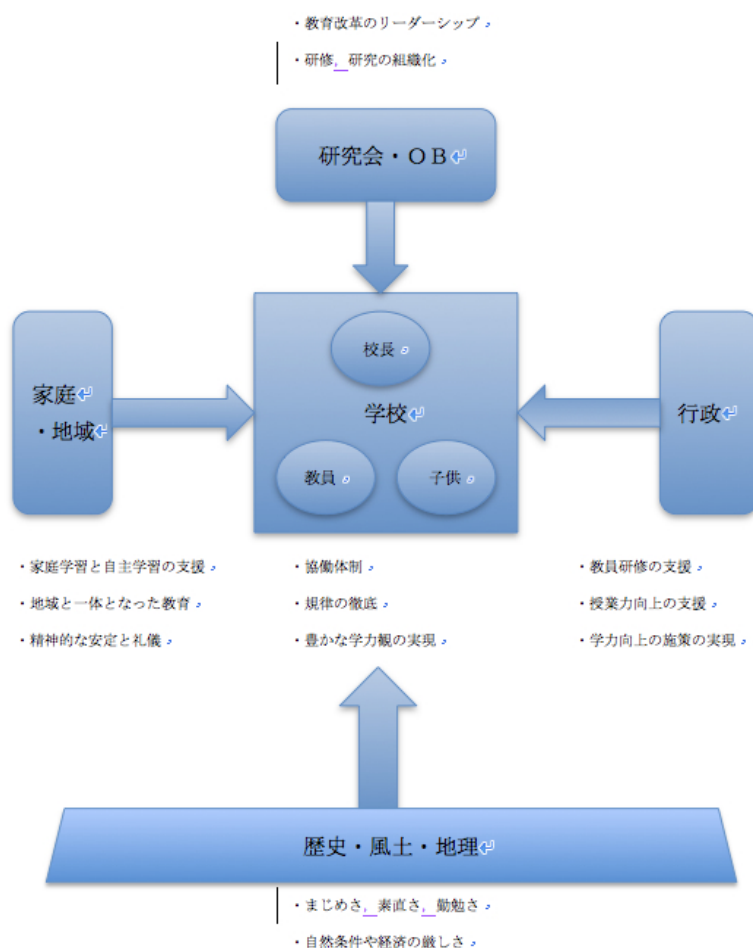 ・教育改革のリーダーシップ
・研修，研究の組織化
研究会・ＯＢ
校長
学校
教員
子供
家庭
・地域
行政
・家庭学習と自主学習の支援
・地域と一体となった教育
・精神的な安定と礼儀
・協働体制
・規律の徹底
・豊かな学力観の実現
・教員研修の支援
・授業力向上の支援
・学力向上の施策の実現
歴史・風土・地理
・まじめさ，素直さ，勤勉さ
・自然条件や経済の厳しさ